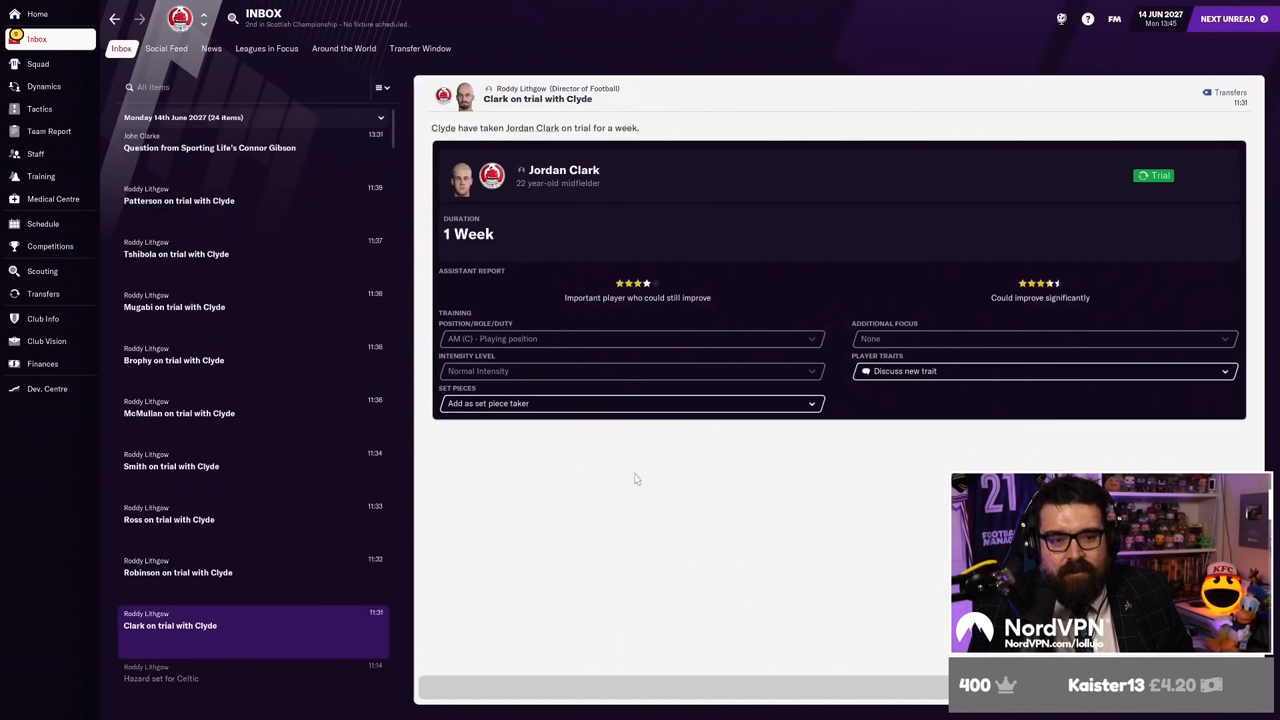 Home
Inbox
Squad
Dynamics
Tactics
Team Report
Staff
Training
Medical Centre
Schedule
Competitions
Scouting
Transfers
Club Info
Club Vision
Finances
Dev. Centre
INBOX
2nd in Scottish Championship - No fixture scheduled.
FM
14 JUN 2027
Mon 13:45
NEXT UNREAD
Inbox
Social Feed
News
Leagues in Focus
Around the World
Transfer Window
All Items
Monday 14th June 2027 (24 items)
John Clarke 13:31
Question from Sporting Life's Connor Gibson
Roddy Lithgow 11:39
Patterson on trial with Clyde
Roddy Lithgow 11:37
Tshibola on trial with Clyde
Roddy Lithgow 11:36
Mugabi on trial with Clyde
Roddy Lithgow 11:36
Brophy on trial with Clyde
Roddy Lithgow 11:36
McMullan on trial with Clyde
Roddy Lithgow 11:34
Smith on trial with Clyde
Roddy Lithgow 11:33
Ross on trial with Clyde
Roddy Lithgow 11:32
Robinson on trial with Clyde
Roddy Lithgow 11:31
Clark on trial with Clyde
Roddy Lithgow 11:14
Hazard set for Celtic
Roddy Lithgow (Director of Football)
Clark on trial with Clyde
Transfers
11:31
Clyde have taken Jordan Clark on trial for a week.
Jordan Clark
22 year-old midfielder
Trial
DURATION
1 Week
ASSISTANT REPORT
Important player who could still improve
Could improve significantly
TRAINING
POSITION/ROLE/DUTY
AM (C) - Playing position
ADDITIONAL FOCUS
None
INTENSITY LEVEL
Normal Intensity
PLAYER TRAITS
Discuss new trait
SET PIECES
Add as set piece taker
21
FOOTBALL
KFC
NordVPN
NordVPN.com/lollujo
400
Kaister13 £4.20